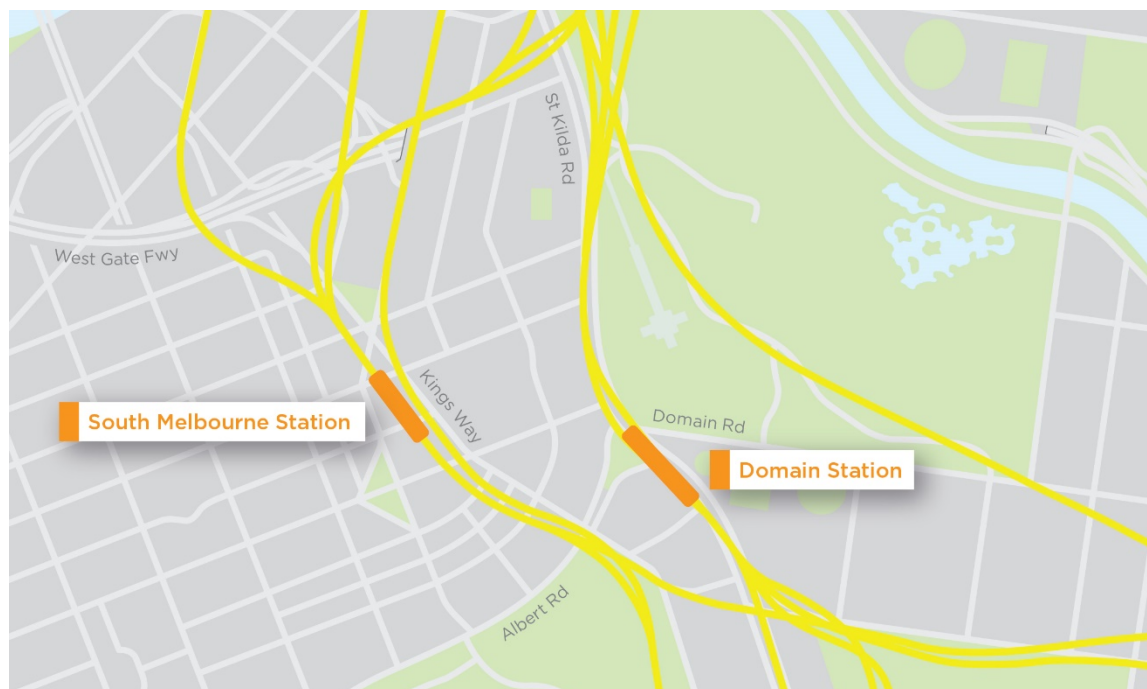 St Kilda Rd
West Gate Fwy
Kings Way
South Melbourne Station
Domain Rd
Domain Station
Albert Rd